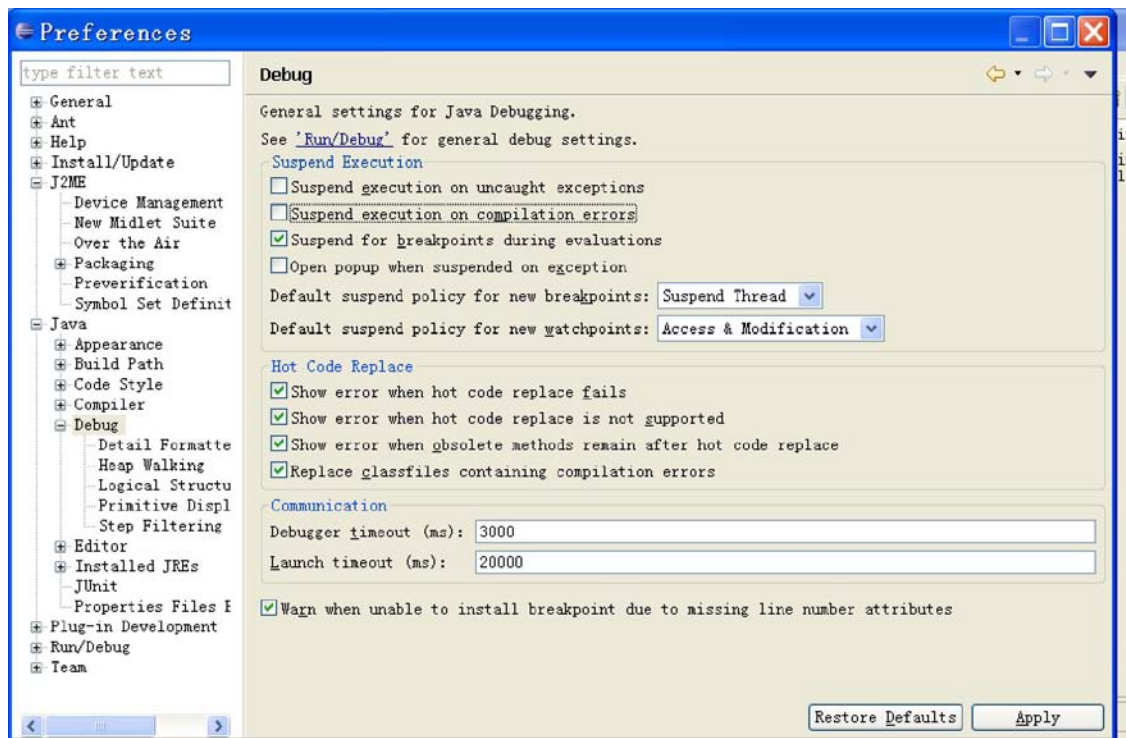 Preferences
type filter text
General
Ant
Help
Install/Update
J2ME
Device Management
New Midlet Suite
Over the Air
Packaging
Preverification
Symbol Set Definit
Java
Appearance
Build Path
Code Style
Compiler
Debug
Detail Formatte
Heap Walking
Logical Structu
Primitive Displ
Step Filtering
Editor
Installed JREs
JUnit
Properties Files E
Plug-in Development
Run/Debug
Team
Debug
General settings for Java Debugging.
See 'Run/Debug' for general debug settings.
Suspend Execution
Suspend execution on uncaught exceptions
Suspend execution on compilation errors
Suspend for breakpoints during evaluations
Open popup when suspended on exception
Default suspend policy for new breakpoints: Suspend Thread
Default suspend policy for new watchpoints: Access & Modification
Hot Code Replace
Show error when hot code replace fails
Show error when hot code replace is not supported
Show error when obsolete methods remain after hot code replace
Replace classfiles containing compilation errors
Communication
Debugger timeout (ms): 3000
Launch timeout (ms): 20000
Warn when unable to install breakpoint due to missing line number attributes
Restore Defaults Apply